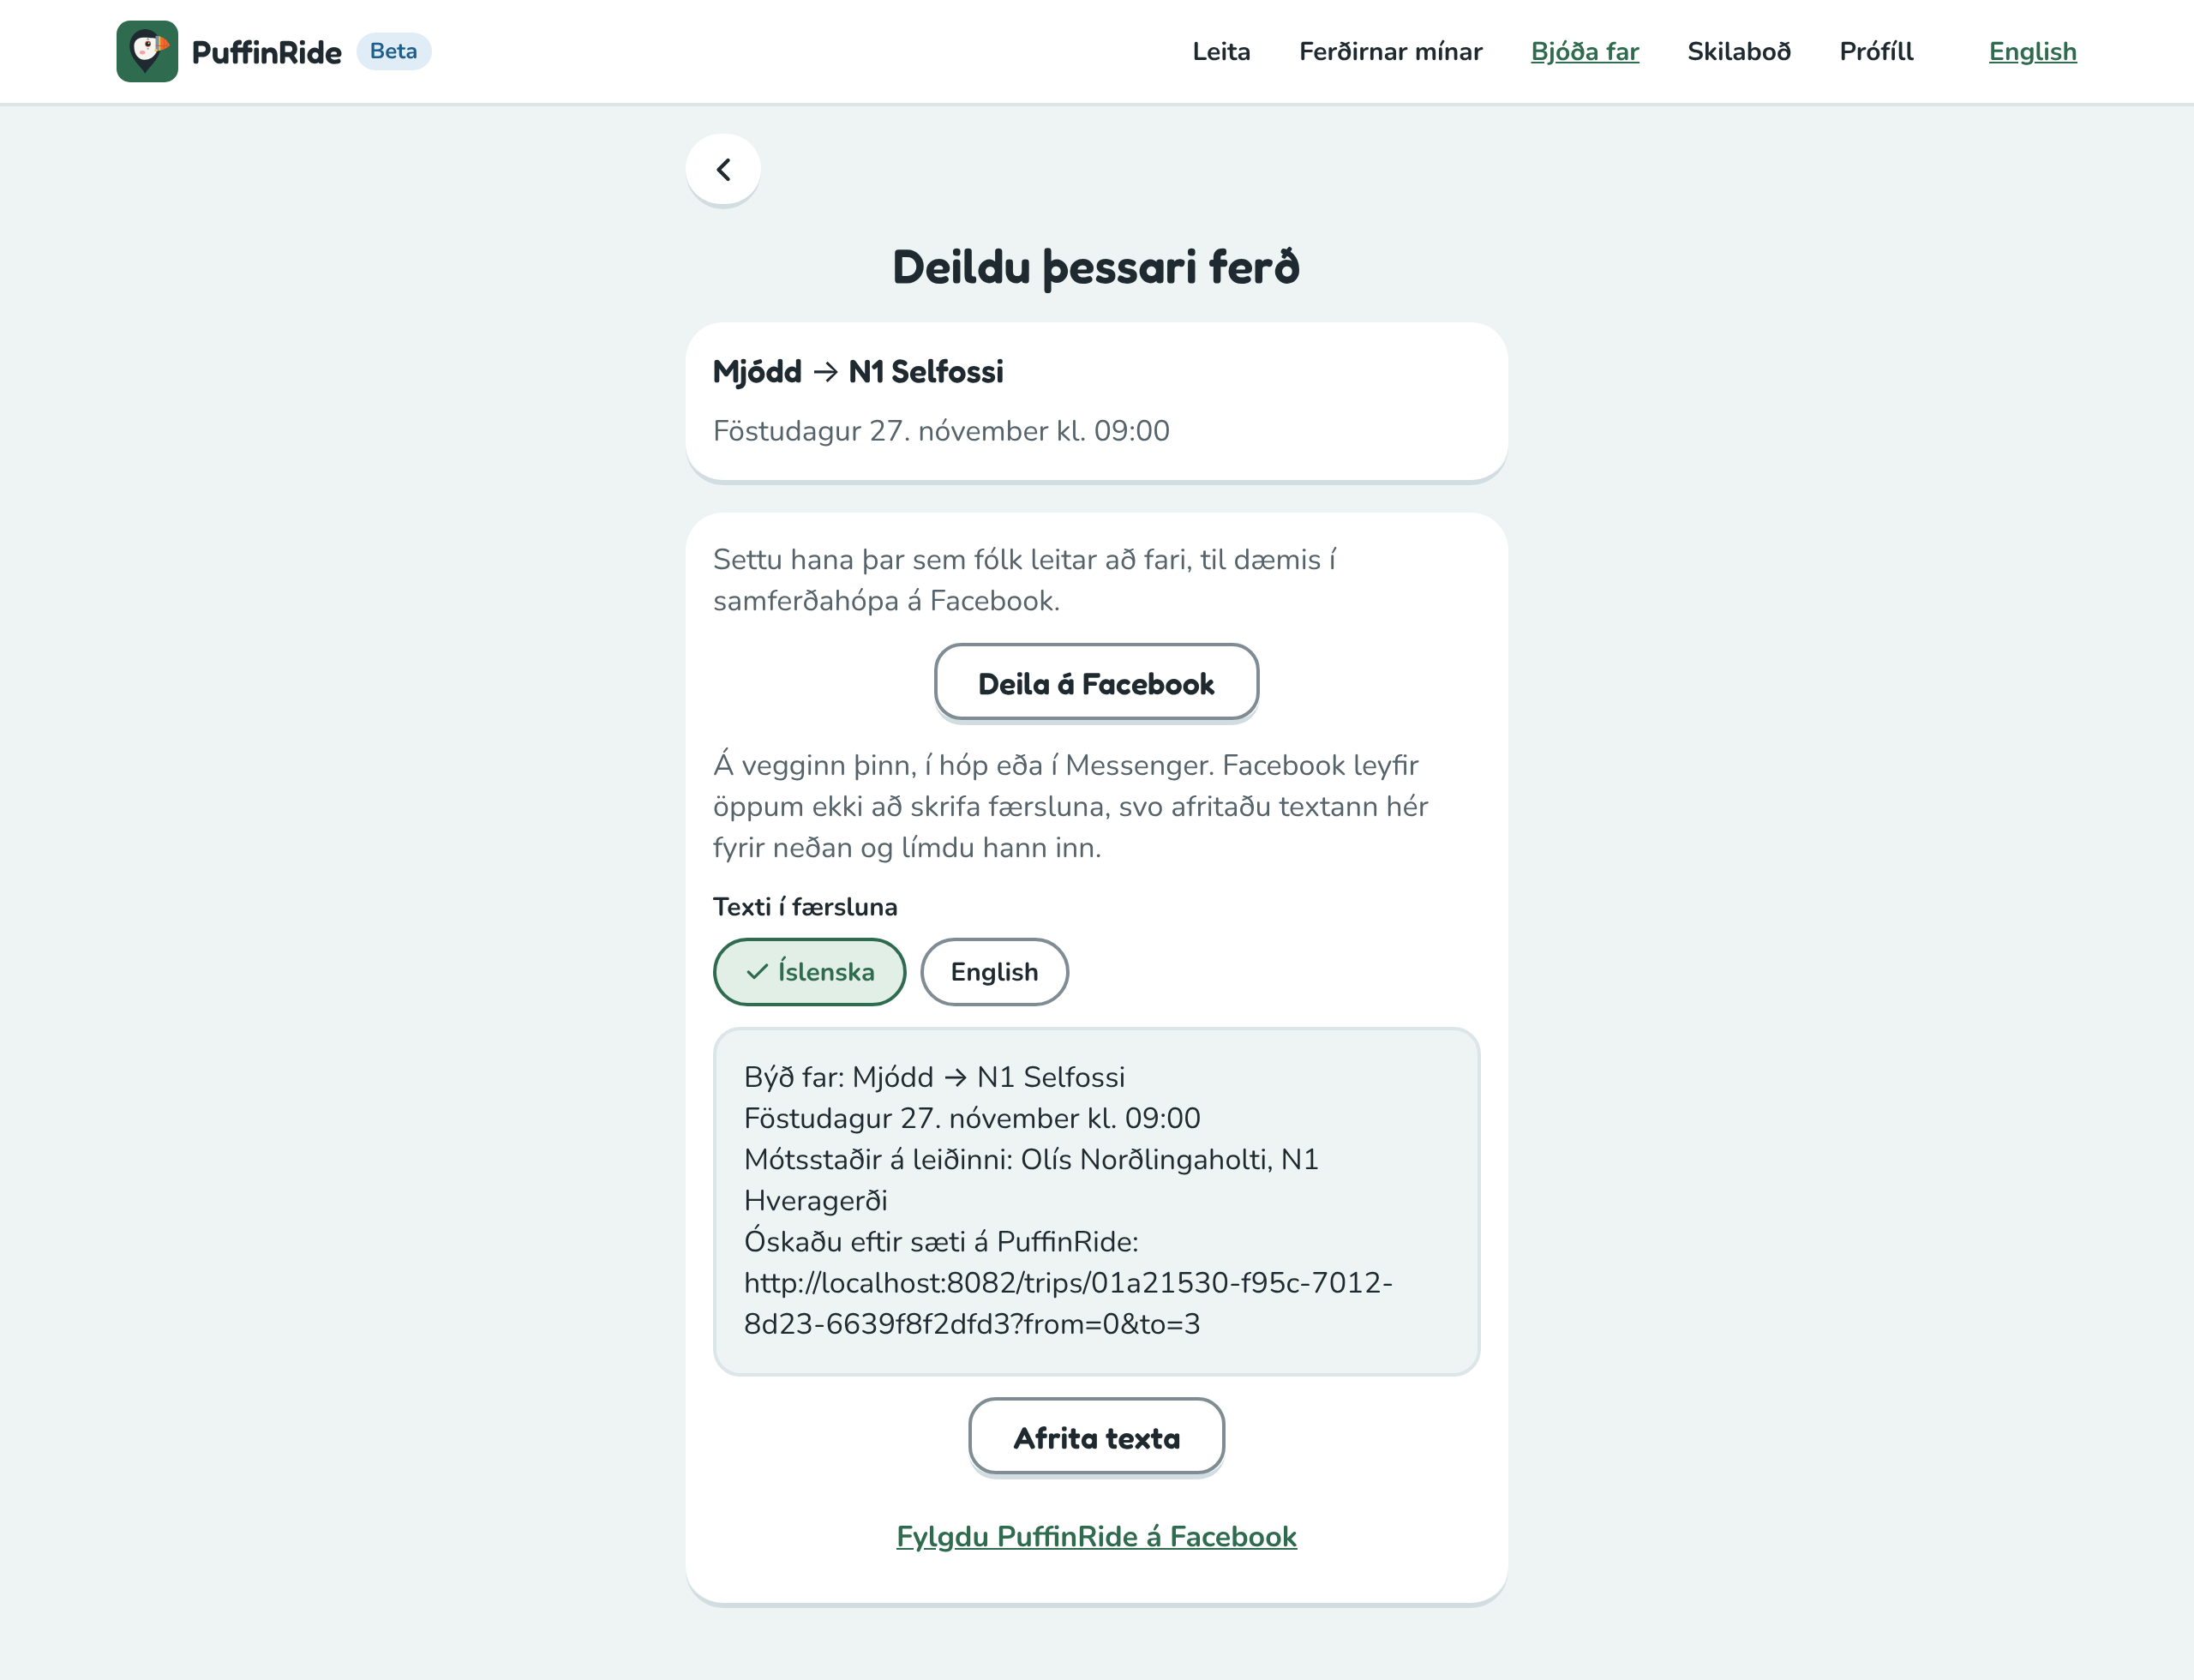 PuffinRide Beta
Leita Ferðirnar mínar Bjóða far Skilaboð Prófíll English
Deildu þessari ferð
Mjódd → N1 Selfossi
Föstudagur 27. nóvember kl. 09:00
Settu hana þar sem fólk leitar að fari, til dæmis í
samferðahópa á Facebook.
Deila á Facebook
Á vegginn þinn, í hóp eða í Messenger. Facebook leyfir
öppum ekki að skrifa færsluna, svo afritaðu textann hér
fyrir neðan og límdu hann inn.
Texti í færsluna
Íslenska English
Býð far: Mjódd → N1 Selfossi
Föstudagur 27. nóvember kl. 09:00
Mótsstaðir á leiðinni: Olís Norðlingaholti, N1
Hveragerði
Óskaðu eftir sæti á PuffinRide:
http://localhost:8082/trips/01a21530-f95c-7012-
8d23-6639f8f2dfd3?from=0&to=3
Afrita texta
Fylgdu PuffinRide á Facebook